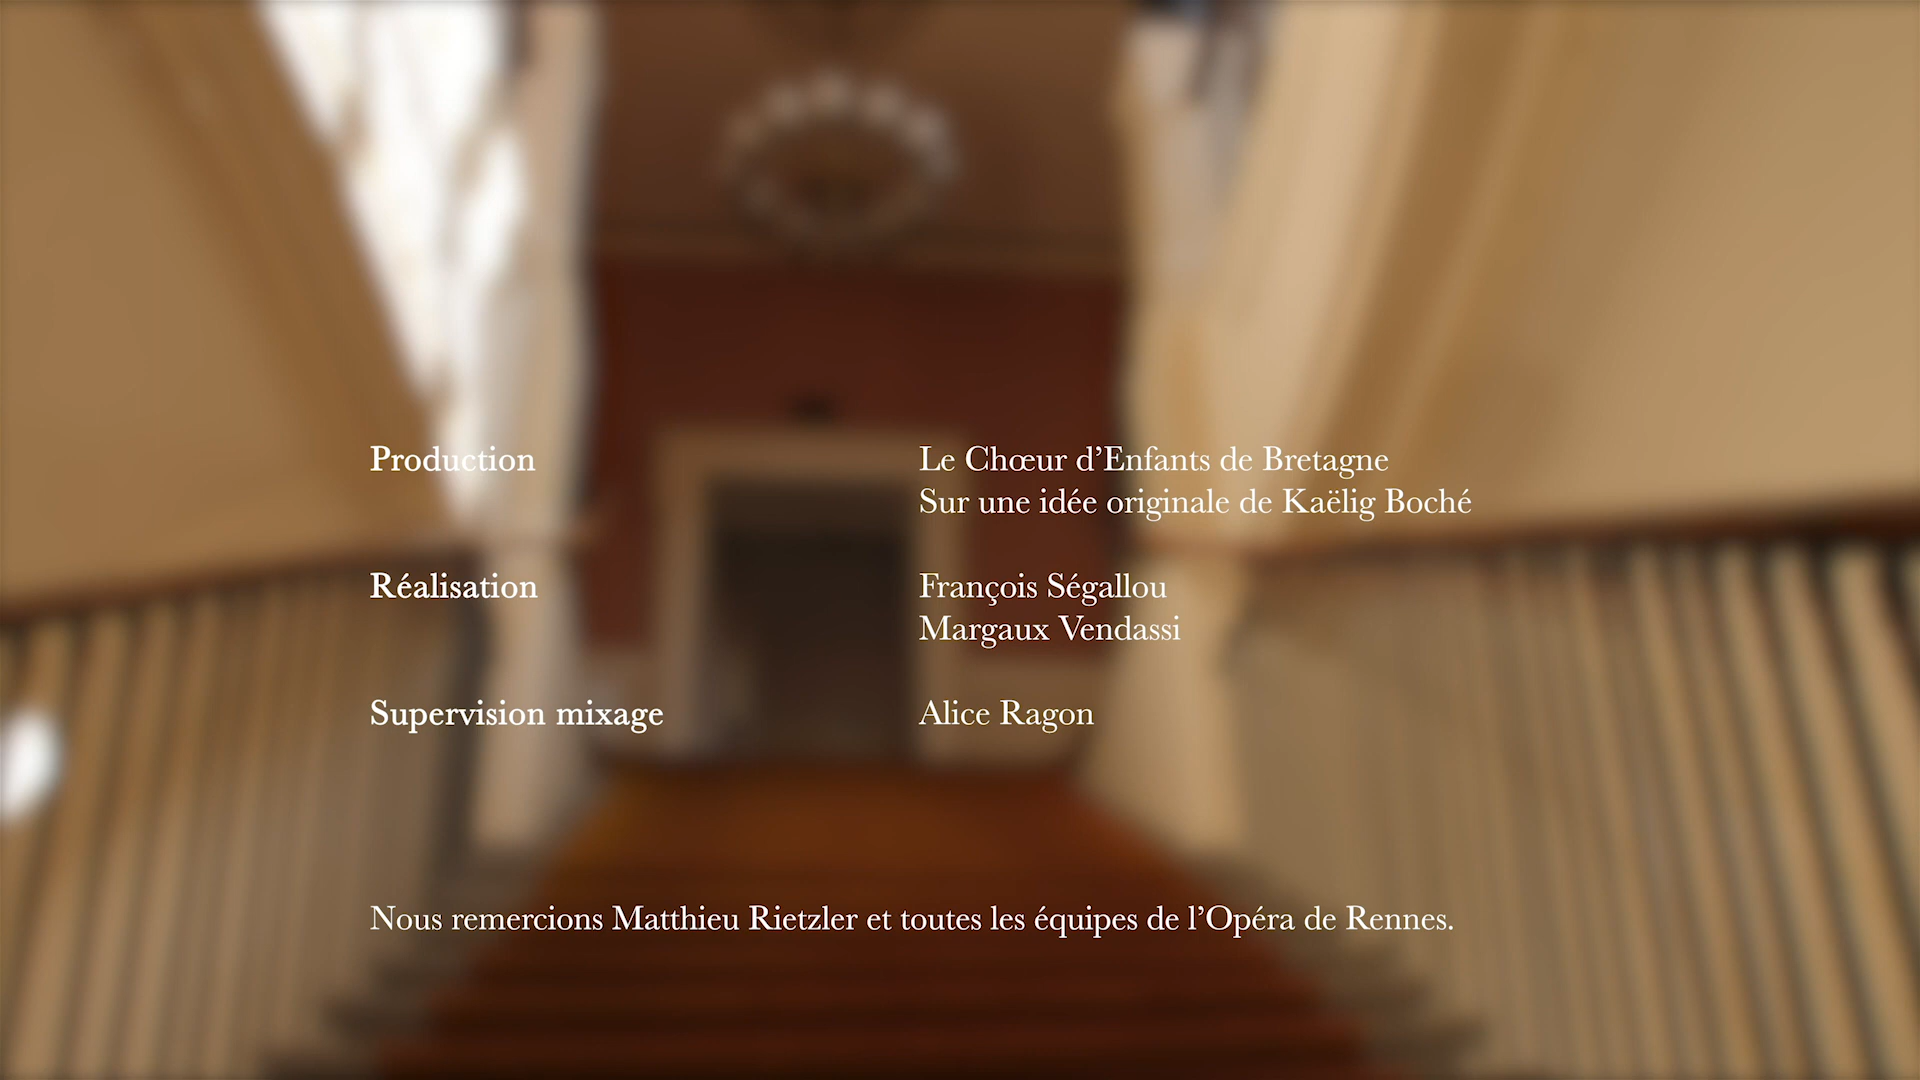 Production
Le Chœur d’Enfants de Bretagne
Sur une idée originale de Kaëlig Boché
Réalisation
François Ségallou
Margaux Vendassi
Supervision mixage
Alice Ragon
Nous remercions Matthieu Rietzler et toutes les équipes de l’Opéra de Rennes.